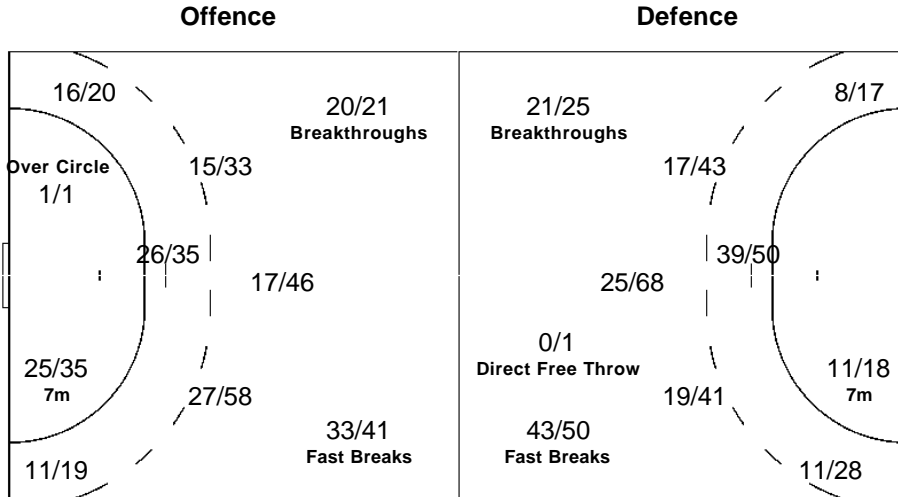 Offence
Defence
16/20
20/21
Breakthroughs
21/25
Breakthroughs
8/17
Over Circle
1/1
15/33
17/43
26/35
39/50
17/46
25/68
0/1
Direct Free Throw
25/35
7m
11/18
7m
27/58
19/41
33/41
Fast Breaks
43/50
Fast Breaks
11/19
11/28